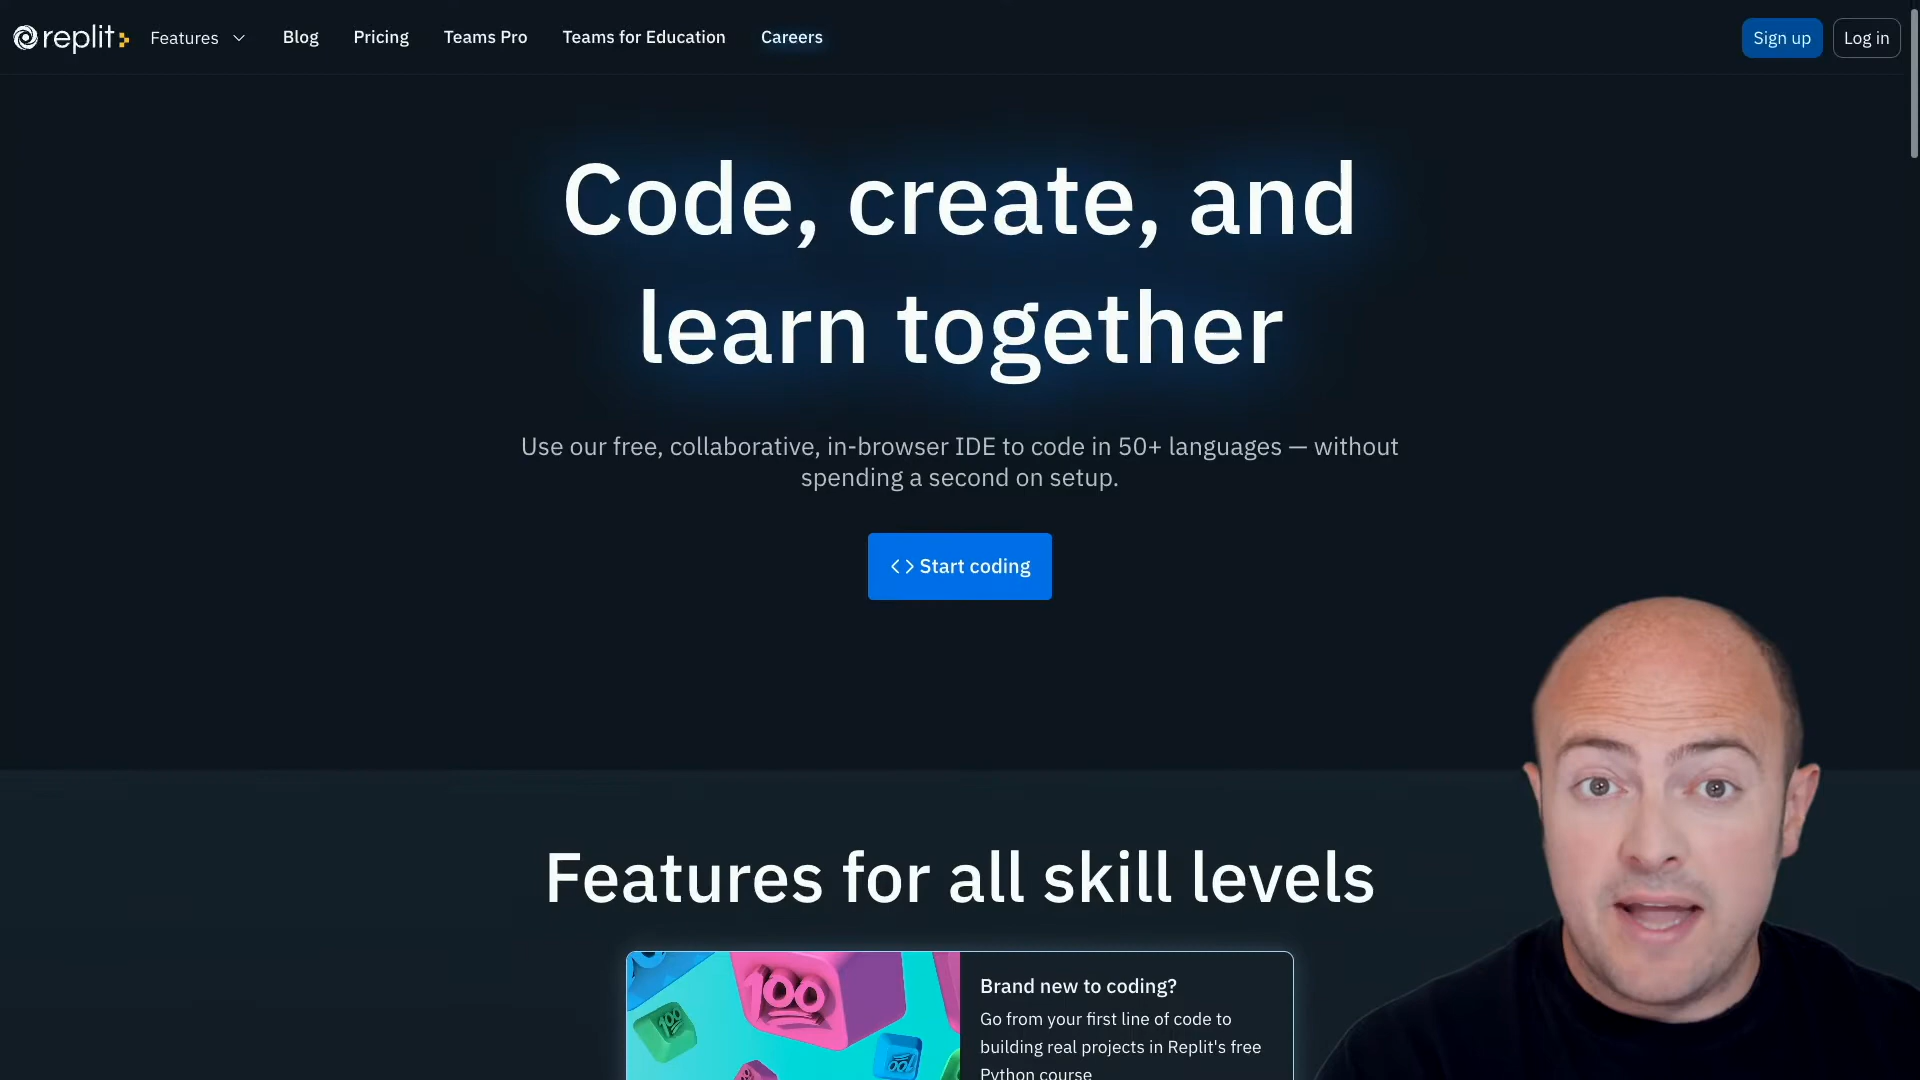 replit
Features
Blog
Pricing
Teams Pro
Teams for Education
Careers
Sign up
Log in
Code, create, and
learn together
Use our free, collaborative, in-browser IDE to code in 50+ languages — without
spending a second on setup.
<> Start coding
Features for all skill levels
100
100
100
Brand new to coding?
Go from your first line of code to
building real projects in Replit's free
Python course